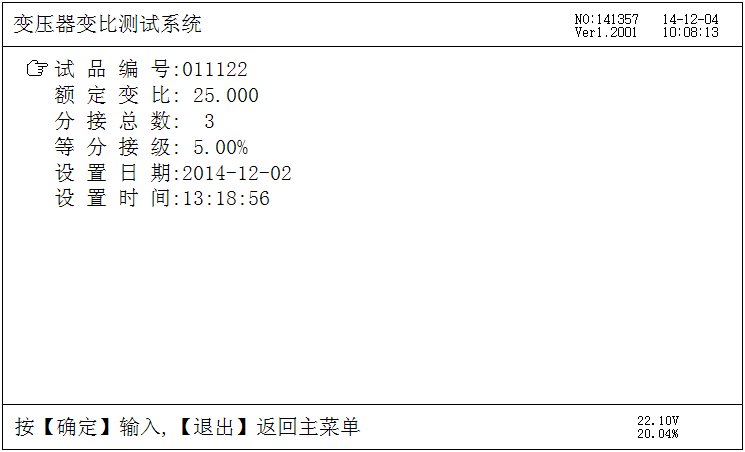 变压器变比测试系统
NO:141357 14-12-04
Ver1.2001 10:08:13
试 品 编 号:011122
额 定 变 比: 25.000
分 接 总 数: 3
等 分 接 级: 5.00%
设 置 日 期:2014-12-02
设 置 时 间:13:18:56
按【确定】输入,【退出】返回主菜单
22.10V
20.04%